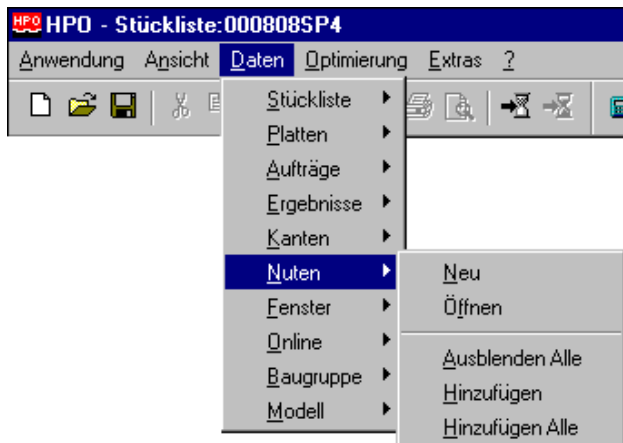 HPO HPO - Stückliste:000808SP4
Anwendung Ansicht Daten Optimierung Extras ?
Stückliste
Platten
Aufträge
Ergebnisse
Kanten
Nuten
Fenster
Online
Baugruppe
Modell
Neu
Öffnen
Ausblenden Alle
Hinzufügen
Hinzufügen Alle